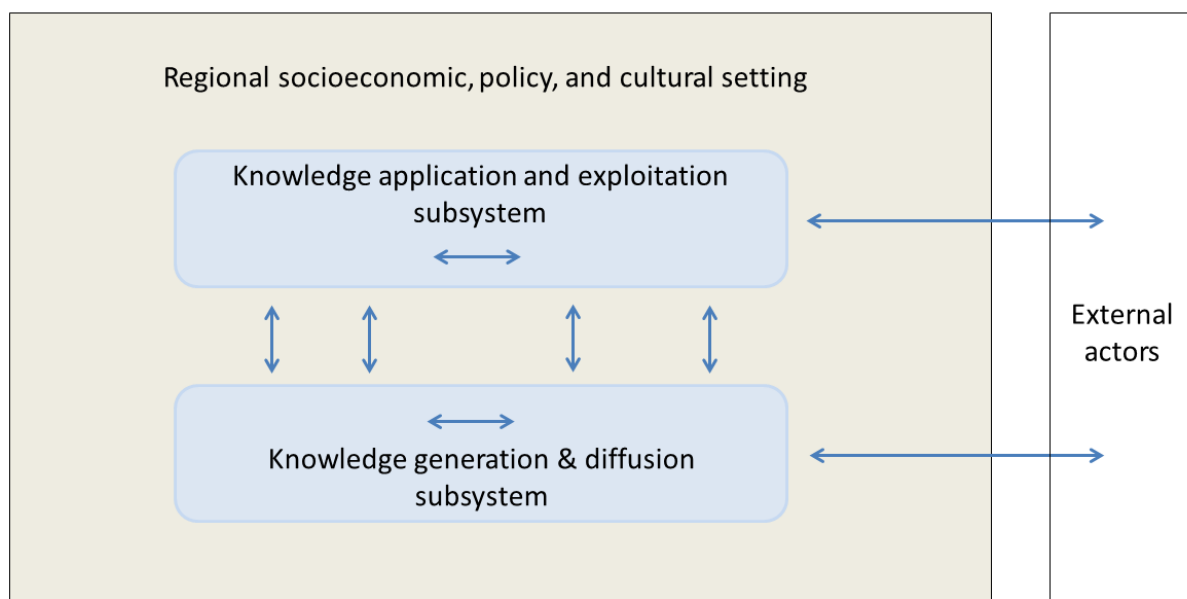 Regional socioeconomic, policy, and cultural setting
Knowledge application and exploitation
subsystem
External
actors
Knowledge generation & diffusion
subsystem